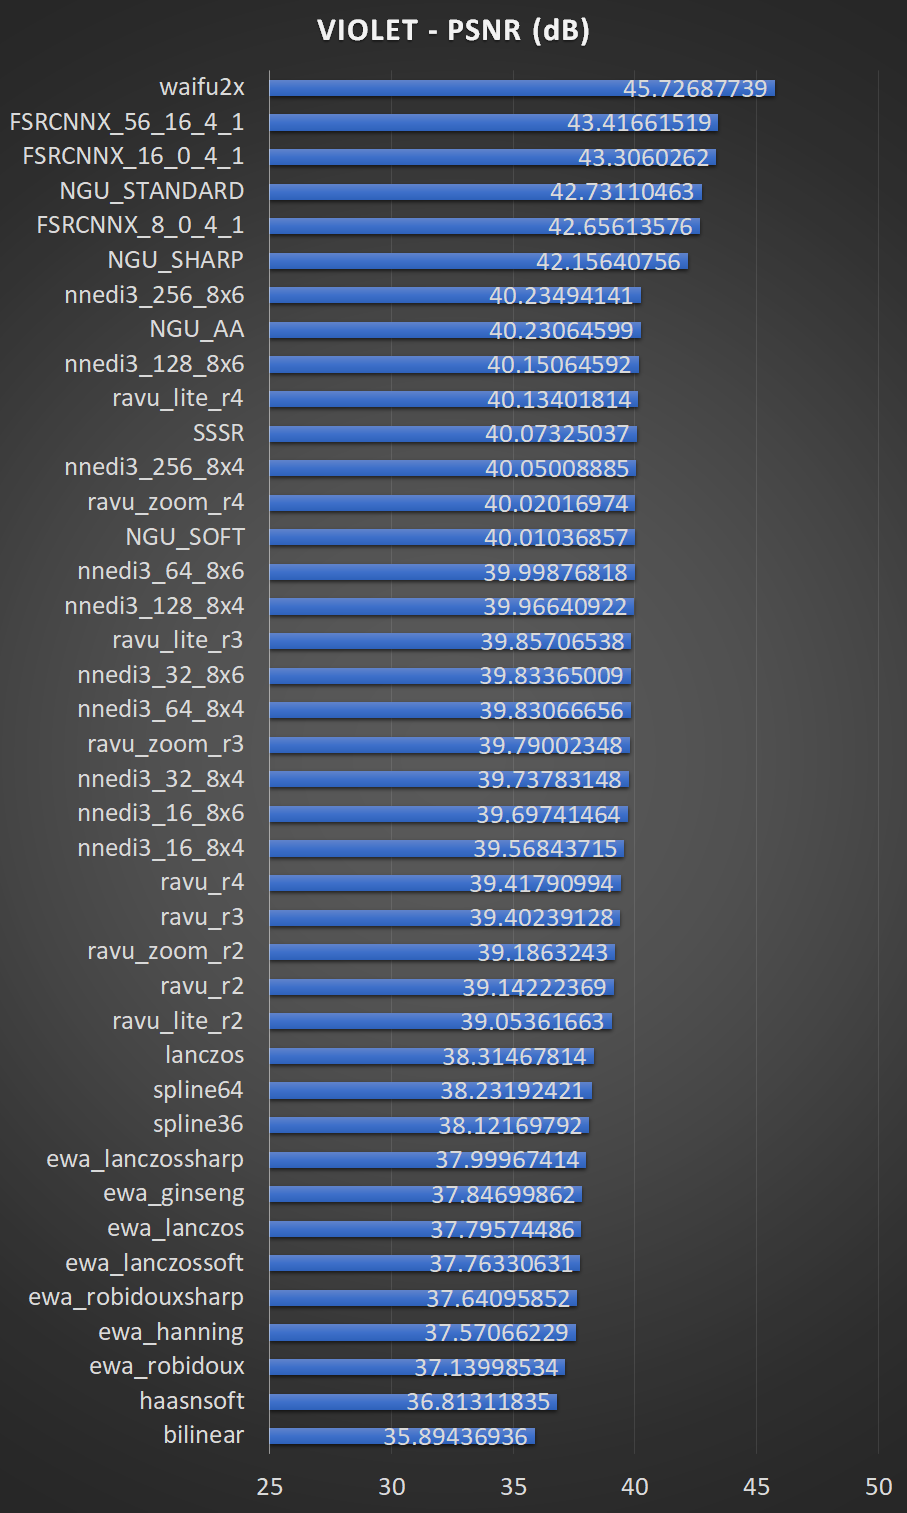 VIOLET - PSNR (dB)
waifu2x 45.72687739
FSRCNNX_56_16_4_1 43.41661519
FSRCNNX_16_0_4_1 43.3060262
NGU_STANDARD 42.73110463
FSRCNNX_8_0_4_1 42.65613576
NGU_SHARP 42.15640756
nnedi3_256_8x6 40.23494141
NGU_AA 40.23064599
nnedi3_128_8x6 40.15064592
ravu_lite_r4 40.13401814
SSSR 40.07325037
nnedi3_256_8x4 40.05008885
ravu_zoom_r4 40.02016974
NGU_SOFT 40.01036857
nnedi3_64_8x6 39.99876818
nnedi3_128_8x4 39.96640922
ravu_lite_r3 39.85706538
nnedi3_32_8x6 39.83365009
nnedi3_64_8x4 39.83066656
ravu_zoom_r3 39.79002348
nnedi3_32_8x4 39.73783148
nnedi3_16_8x6 39.69741464
nnedi3_16_8x4 39.56843715
ravu_r4 39.41790994
ravu_r3 39.40239128
ravu_zoom_r2 39.1863243
ravu_r2 39.14222369
ravu_lite_r2 39.05361663
lanczos 38.31467814
spline64 38.23192421
spline36 38.12169792
ewa_lanczossharp 37.99967414
ewa_ginseng 37.84699862
ewa_lanczos 37.79574486
ewa_lanczossoft 37.76330631
ewa_robidouxsharp 37.64095852
ewa_hanning 37.57066229
ewa_robidoux 37.13998534
haasnsoft 36.81311835
bilinear 35.89436936
25 30 35 40 45 50